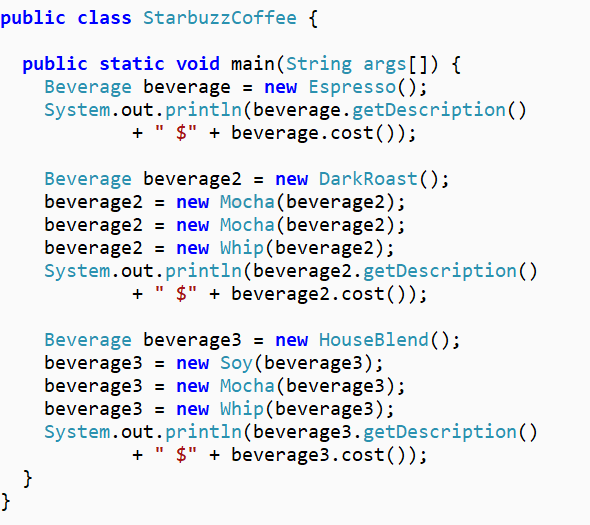 public class StarbuzzCoffee {
public static void main(String args[]) {
Beverage beverage = new Espresso();
System.out.println(beverage.getDescription()
+ " $" + beverage.cost());
Beverage beverage2 = new DarkRoast();
beverage2 = new Mocha(beverage2);
beverage2 = new Mocha(beverage2);
beverage2 = new Whip(beverage2);
System.out.println(beverage2.getDescription()
+ " $" + beverage2.cost());
Beverage beverage3 = new HouseBlend();
beverage3 = new Soy(beverage3);
beverage3 = new Mocha(beverage3);
beverage3 = new Whip(beverage3);
System.out.println(beverage3.getDescription()
+ " $" + beverage3.cost());
}
}